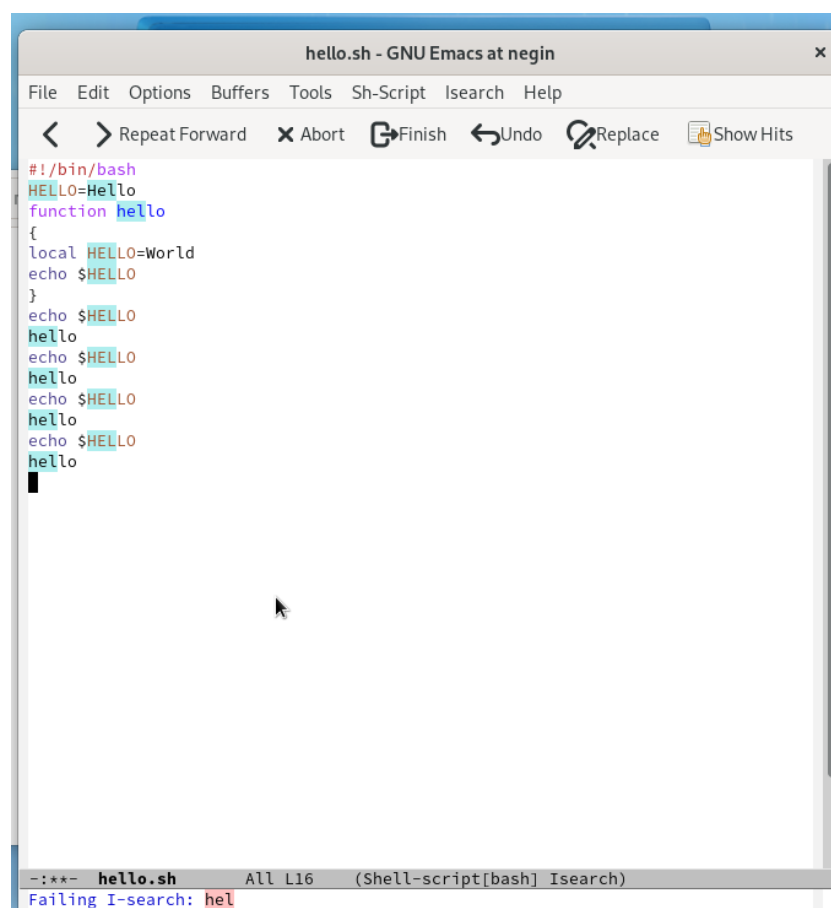 hello.sh - GNU Emacs at negin
File Edit Options Buffers Tools Sh-Script Isearch Help
Repeat Forward Abort Finish Undo Replace Show Hits
#!/bin/bash
HELLO=Hello
function hello
{
local HELLO=World
echo $HELLO
}
echo $HELLO
hello
echo $HELLO
hello
echo $HELLO
hello
echo $HELLO
hello
-:**- hello.sh All L16 (Shell-script[bash] Isearch)
Failing I-search: hel